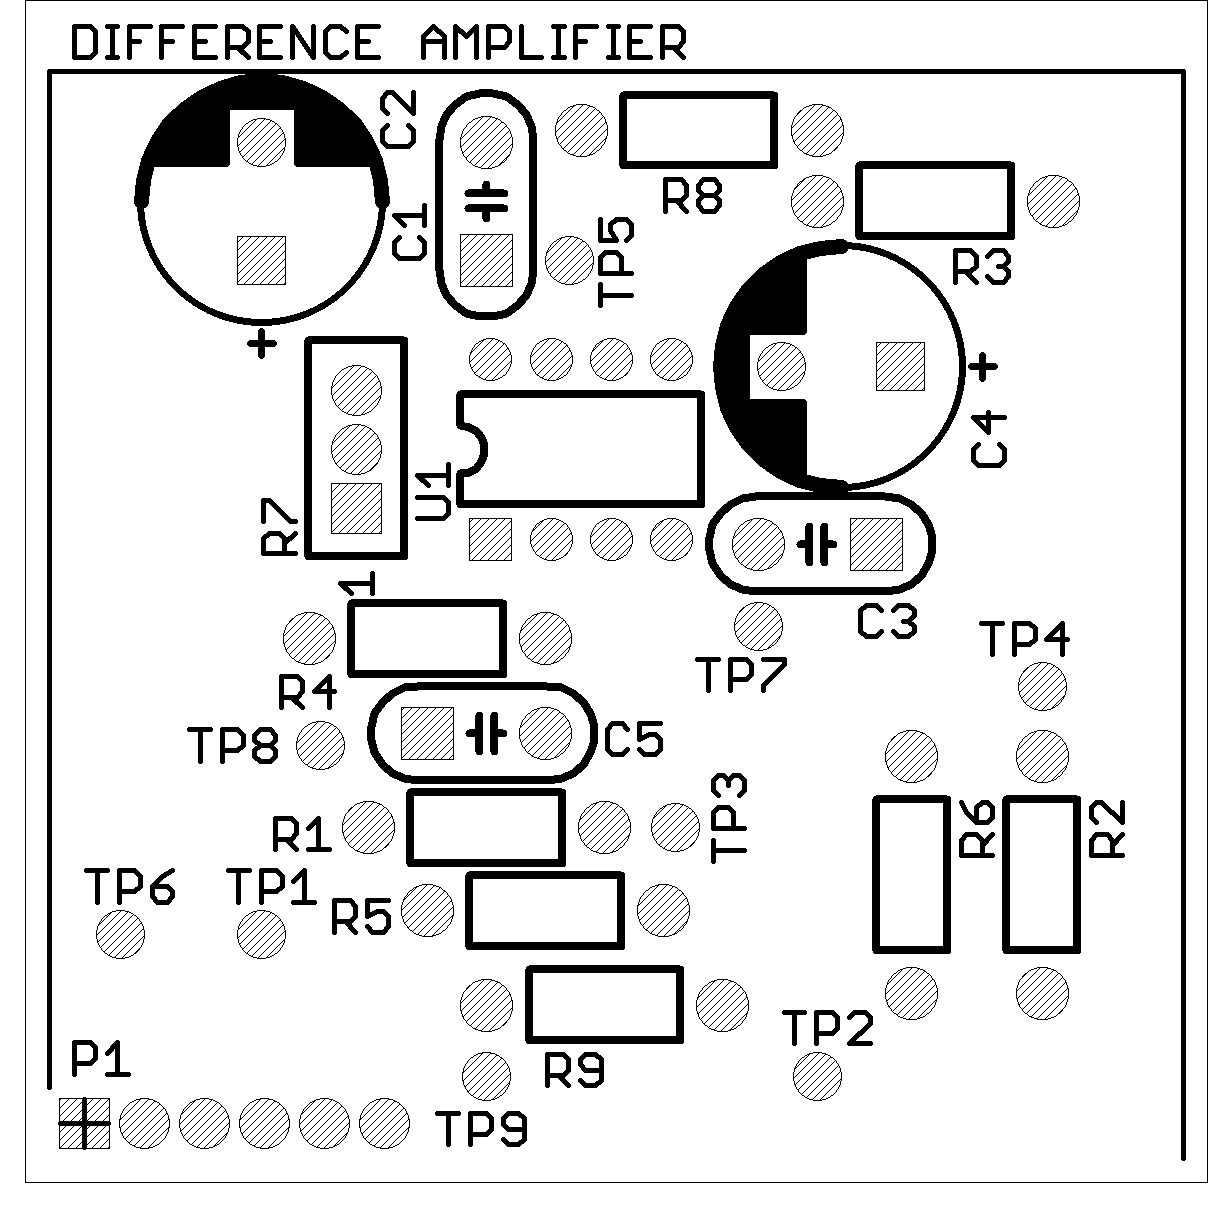 DIFFERENCE AMPLIFIER
C2
C1
R8
TP5
R3
+
+
C4
U1
R7
1
C3
TP7
TP4
R4
TP8
C5
TP3
R1
R6
R2
TP6
TP1
R5
TP2
P1
R9
TP9